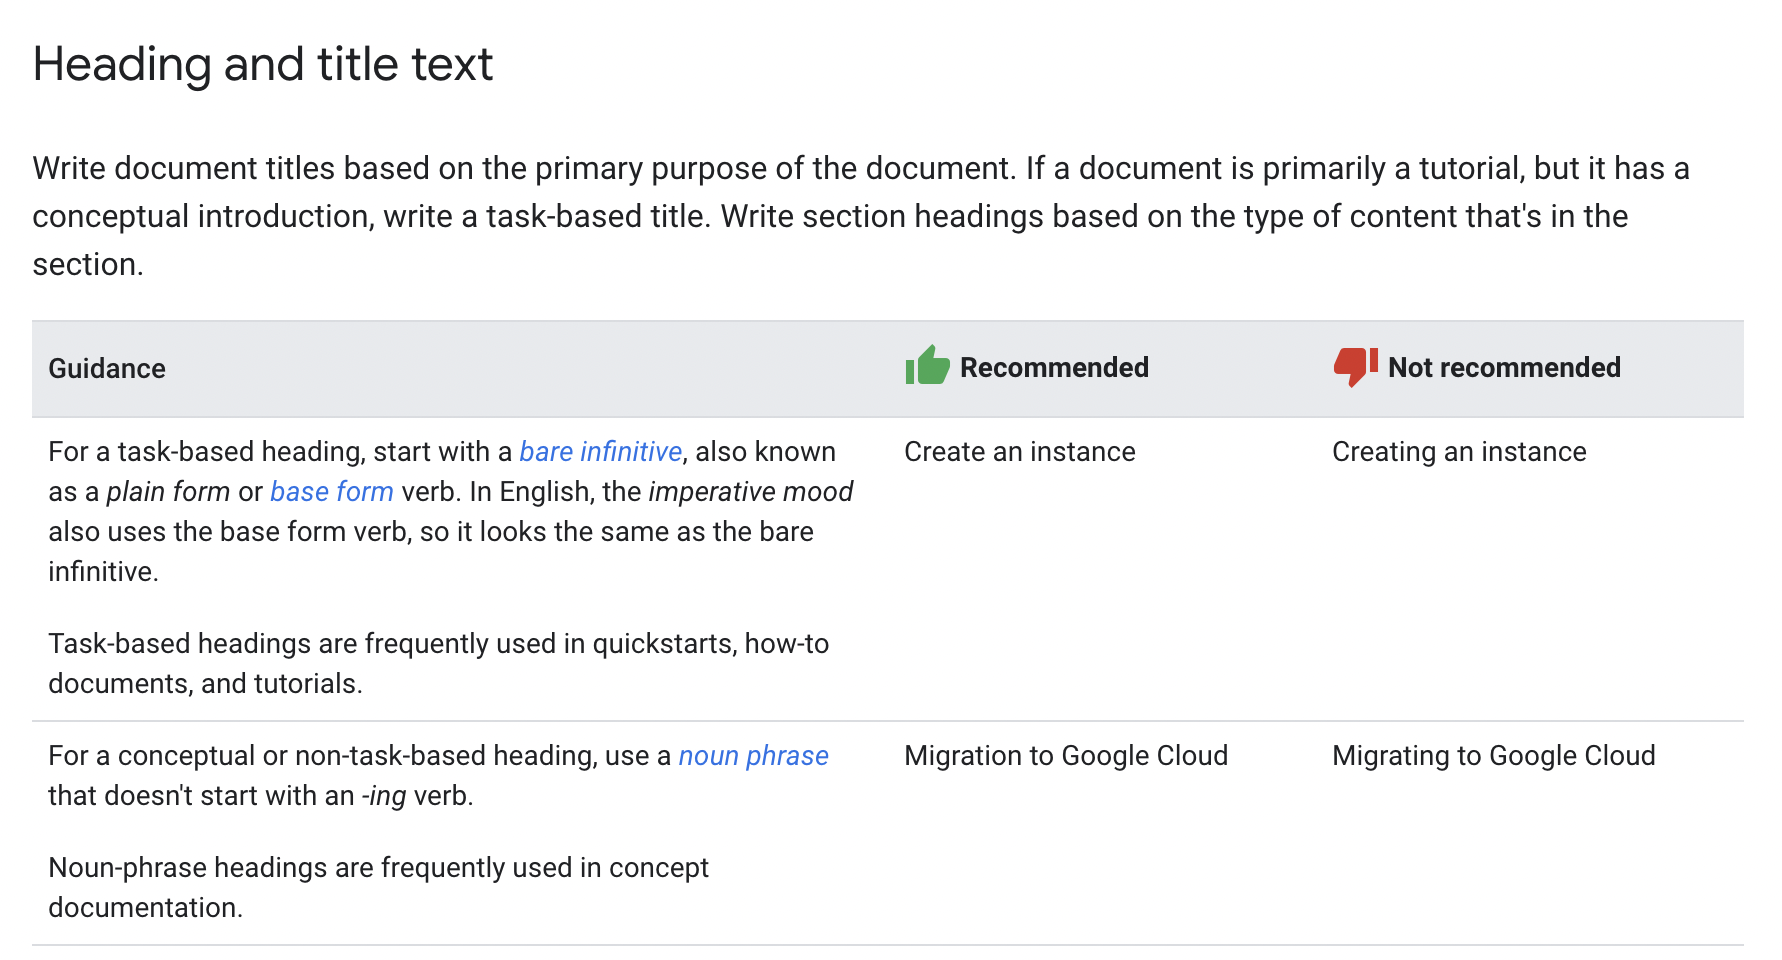 Heading and title text
Write document titles based on the primary purpose of the document. If a document is primarily a tutorial, but it has a
conceptual introduction, write a task-based title. Write section headings based on the type of content that's in the
section.
Guidance
Recommended
Not recommended
For a task-based heading, start with a bare infinitive, also known
as a plain form or base form verb. In English, the imperative mood
also uses the base form verb, so it looks the same as the bare
infinitive.
Task-based headings are frequently used in quickstarts, how-to
documents, and tutorials.
Create an instance
Creating an instance
For a conceptual or non-task-based heading, use a noun phrase
that doesn't start with an -ing verb.
Noun-phrase headings are frequently used in concept
documentation.
Migration to Google Cloud
Migrating to Google Cloud